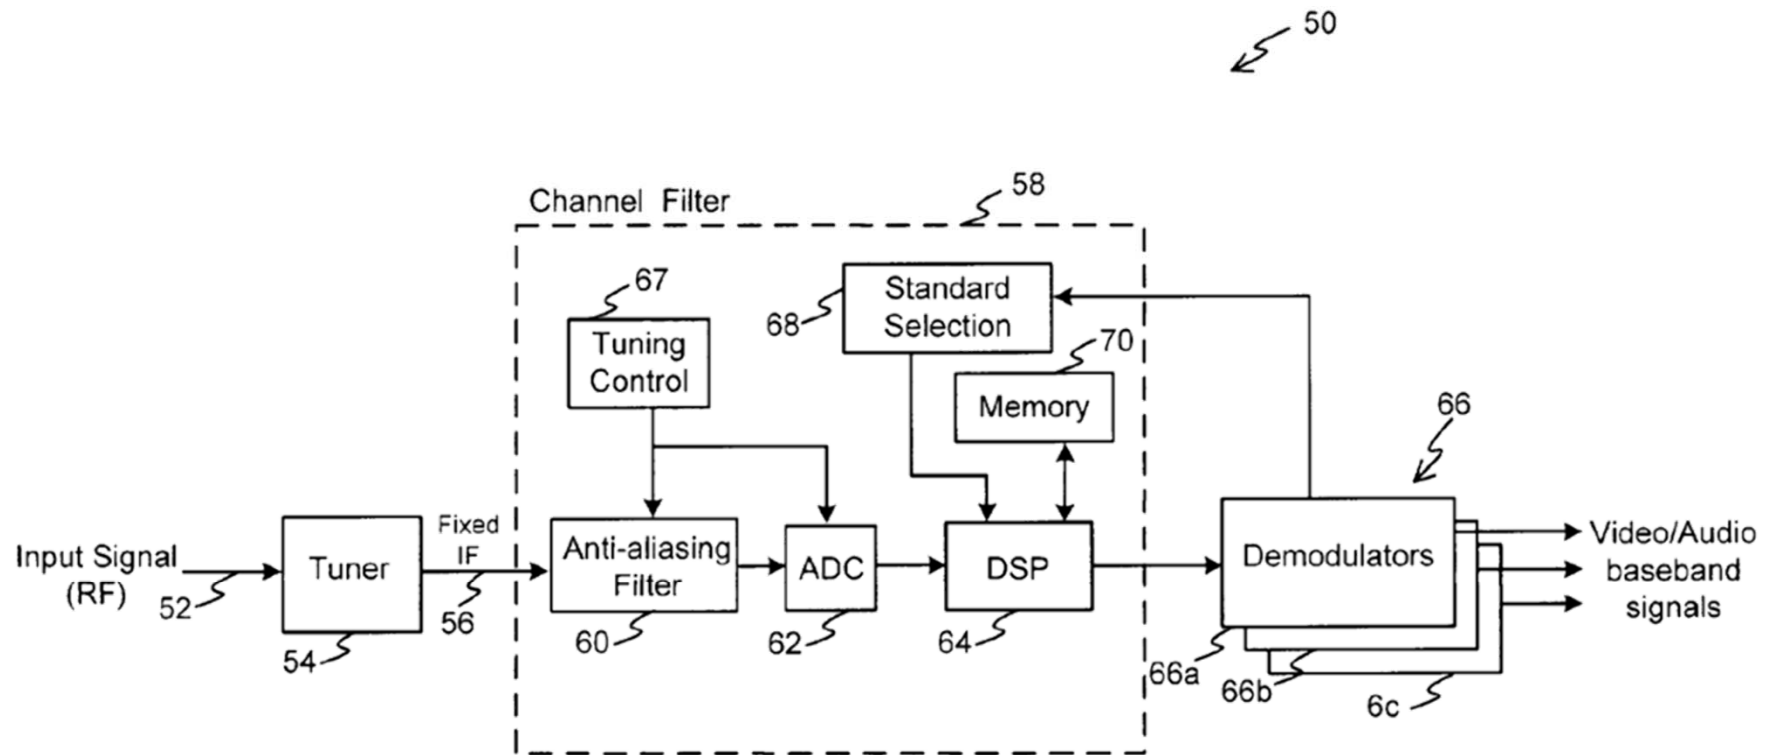 50
Channel Filter
58
67
Standard
Selection
68
Tuning
Control
70
Memory
66
Input Signal
(RF)
52
Tuner
54
Fixed
IF
56
Anti-aliasing
Filter
60
ADC
62
DSP
64
Demodulators
66a
66b
6c
Video/Audio
baseband
signals